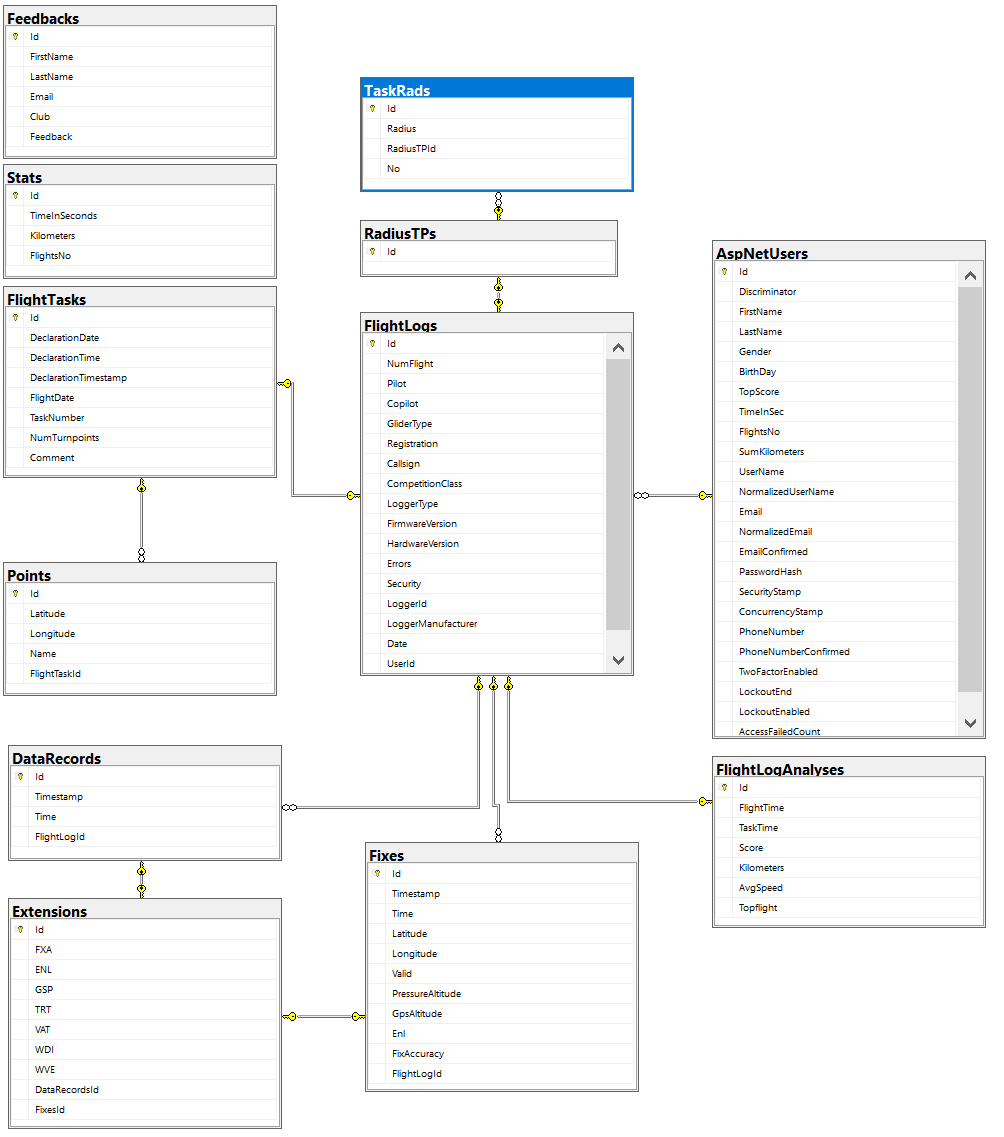 Feedbacks
Id
FirstName
LastName
Email
Club
Feedback
Stats
Id
TimeInSeconds
Kilometers
FlightsNo
FlightTasks
Id
DeclarationDate
DeclarationTime
DeclarationTimestamp
FlightDate
TaskNumber
NumTurnpoints
Comment
Points
Id
Latitude
Longitude
Name
FlightTaskId
DataRecords
Id
Timestamp
Time
FlightLogId
Extensions
Id
FXA
ENL
GSP
TRT
VAT
WDI
WVE
DataRecordsId
FixesId
TaskRads
Id
Radius
RadiusTPId
No
RadiusTPs
Id
FlightLogs
Id
NumFlight
Pilot
Copilot
GliderType
Registration
Callsign
CompetitionClass
LoggerType
FirmwareVersion
HardwareVersion
Errors
Security
LoggerId
LoggerManufacturer
Date
UserId
Fixes
Id
Timestamp
Time
Latitude
Longitude
Valid
PressureAltitude
GpsAltitude
Enl
FixAccuracy
FlightLogId
AspNetUsers
Id
Discriminator
FirstName
LastName
Gender
BirthDay
TopScore
TimeInSec
FlightsNo
SumKilometers
UserName
NormalizedUserName
Email
NormalizedEmail
EmailConfirmed
PasswordHash
SecurityStamp
ConcurrencyStamp
PhoneNumber
PhoneNumberConfirmed
TwoFactorEnabled
LockoutEnd
LockoutEnabled
AccessFailedCount
FlightLogAnalyses
Id
FlightTime
TaskTime
Score
Kilometers
AvgSpeed
Topflight